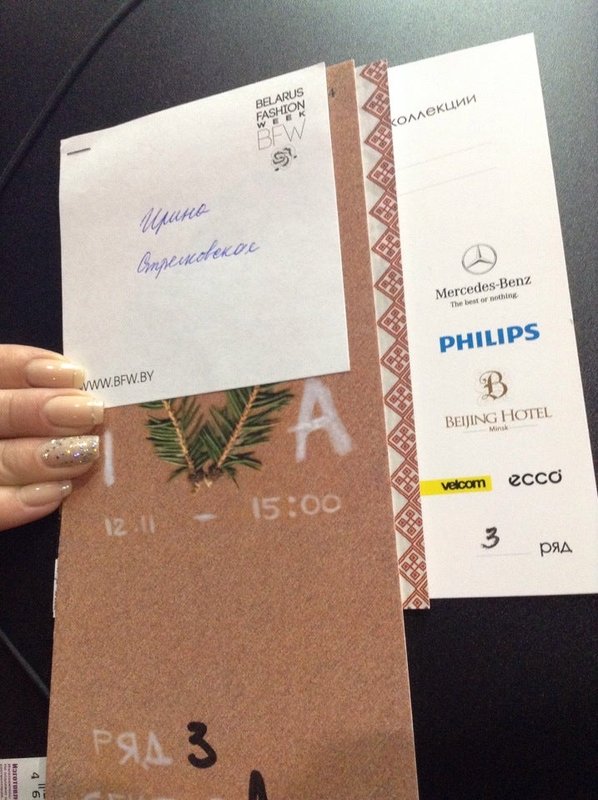 BELARUS
FASHION
WEEK
BFW
Ирина
Стрелковская
WWW.BFW.BY
коллекции
Mercedes-Benz
The best or nothing.
PHILIPS
B
BEIJING HOTEL
Minsk
velcom ecco
3 ряд
A
12.11 - 15:00
РЯД 3